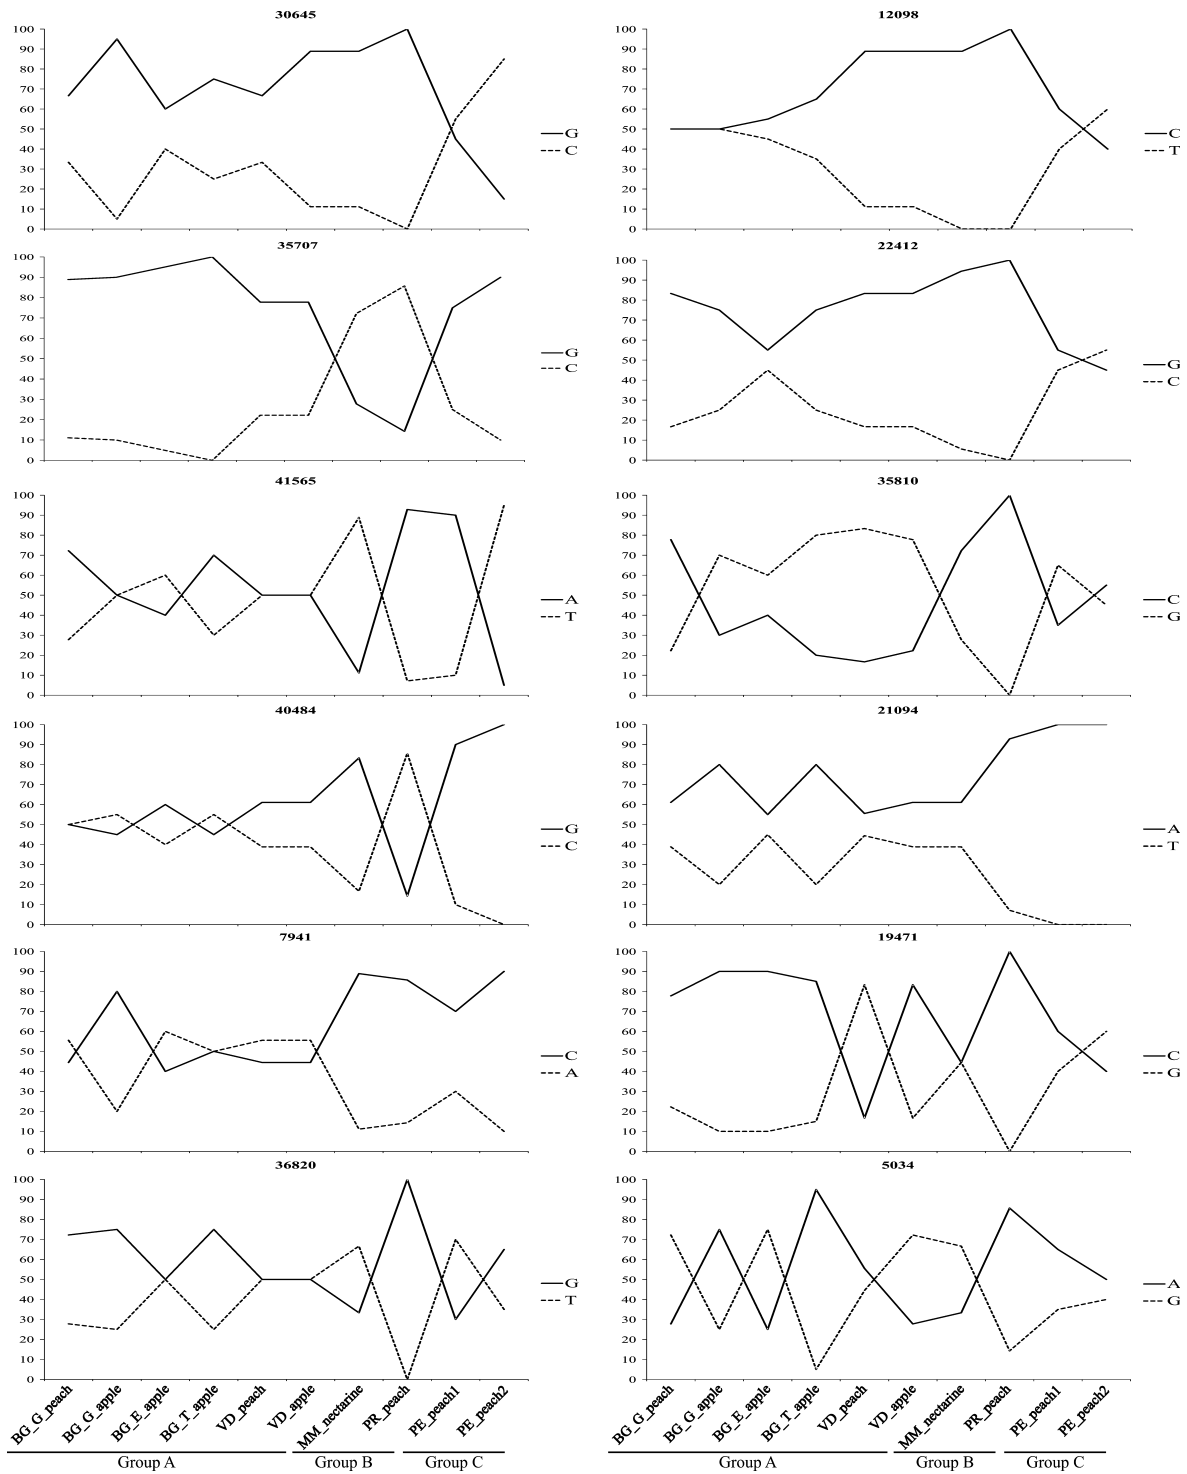 30645
100
90
80
70
60
50
40
30
20
10
0
G
C
12098
100
90
80
70
60
50
40
30
20
10
0
C
T
35707
100
90
80
70
60
50
40
30
20
10
0
G
C
22412
100
90
80
70
60
50
40
30
20
10
0
G
C
41565
100
90
80
70
60
50
40
30
20
10
0
A
T
35810
100
90
80
70
60
50
40
30
20
10
0
C
G
40484
100
90
80
70
60
50
40
30
20
10
0
G
C
21094
100
90
80
70
60
50
40
30
20
10
0
A
T
7941
100
90
80
70
60
50
40
30
20
10
0
C
A
19471
100
90
80
70
60
50
40
30
20
10
0
C
G
36820
100
90
80
70
60
50
40
30
20
10
0
G
T
BG_G_peach
BG_G_apple
BG_E_apple
BG_T_apple
VD_peach
VD_apple
MM_nectarine
PR_peach
PE_peach1
PE_peach2
Group A
Group B
Group C
5034
100
90
80
70
60
50
40
30
20
10
0
A
G
BG_G_peach
BG_G_apple
BG_E_apple
BG_T_apple
VD_peach
VD_apple
MM_nectarine
PR_peach
PE_peach1
PE_peach2
Group A
Group B
Group C